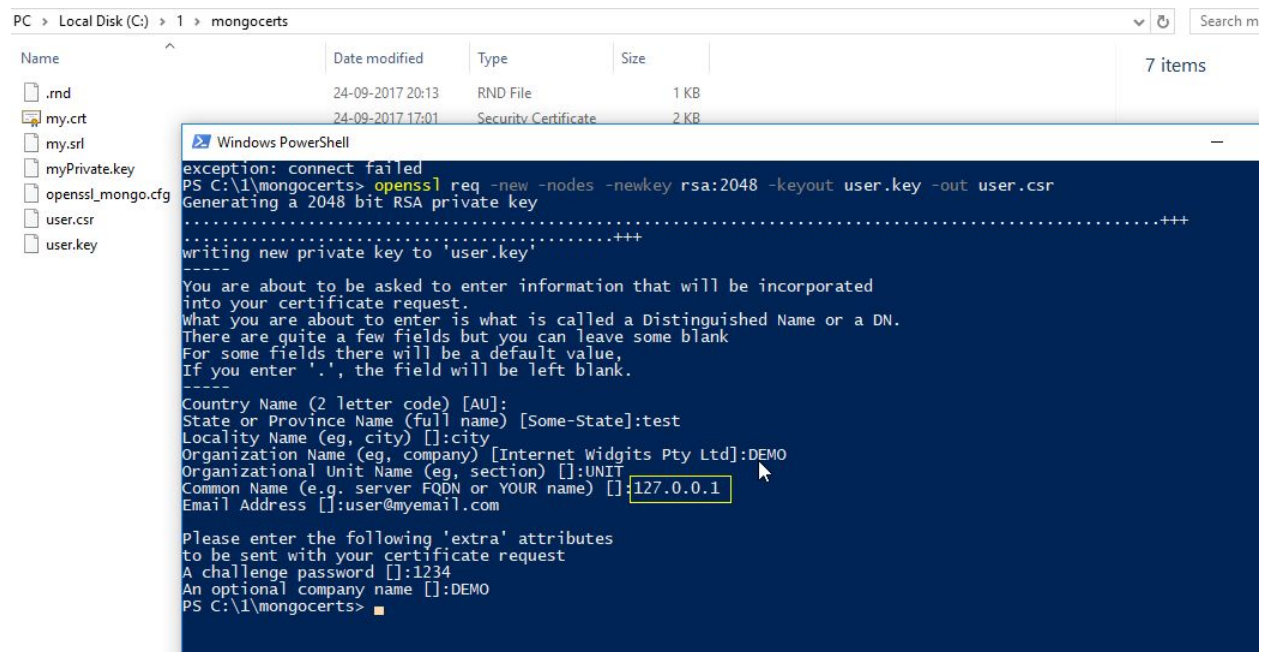 PC > Local Disk (C:) > 1 > mongocerts
Search m
Name Date modified Type Size
7 items
.rnd 24-09-2017 20:13 RND File 1 KB
my.crt 24-09-2017 17:01 Security Certificate 2 KB
my.srl
myPrivate.key
openssl_mongo.cfg
user.csr
user.key
Windows PowerShell
exception: connect failed
PS C:\1\mongocerts> openssl req -new -nodes -newkey rsa:2048 -keyout user.key -out user.csr
Generating a 2048 bit RSA private key
..................................................................................................+++
...........................................+++
writing new private key to 'user.key'
-----
You are about to be asked to enter information that will be incorporated
into your certificate request.
What you are about to enter is what is called a Distinguished Name or a DN.
There are quite a few fields but you can leave some blank
For some fields there will be a default value,
If you enter '.', the field will be left blank.
-----
Country Name (2 letter code) [AU]:
State or Province Name (full name) [Some-State]:test
Locality Name (eg, city) []:city
Organization Name (eg, company) [Internet Widgits Pty Ltd]:DEMO
Organizational Unit Name (eg, section) []:UNIT
Common Name (e.g. server FQDN or YOUR name) []:127.0.0.1
Email Address []:user@myemail.com
Please enter the following 'extra' attributes
to be sent with your certificate request
A challenge password []:1234
An optional company name []:DEMO
PS C:\1\mongocerts>